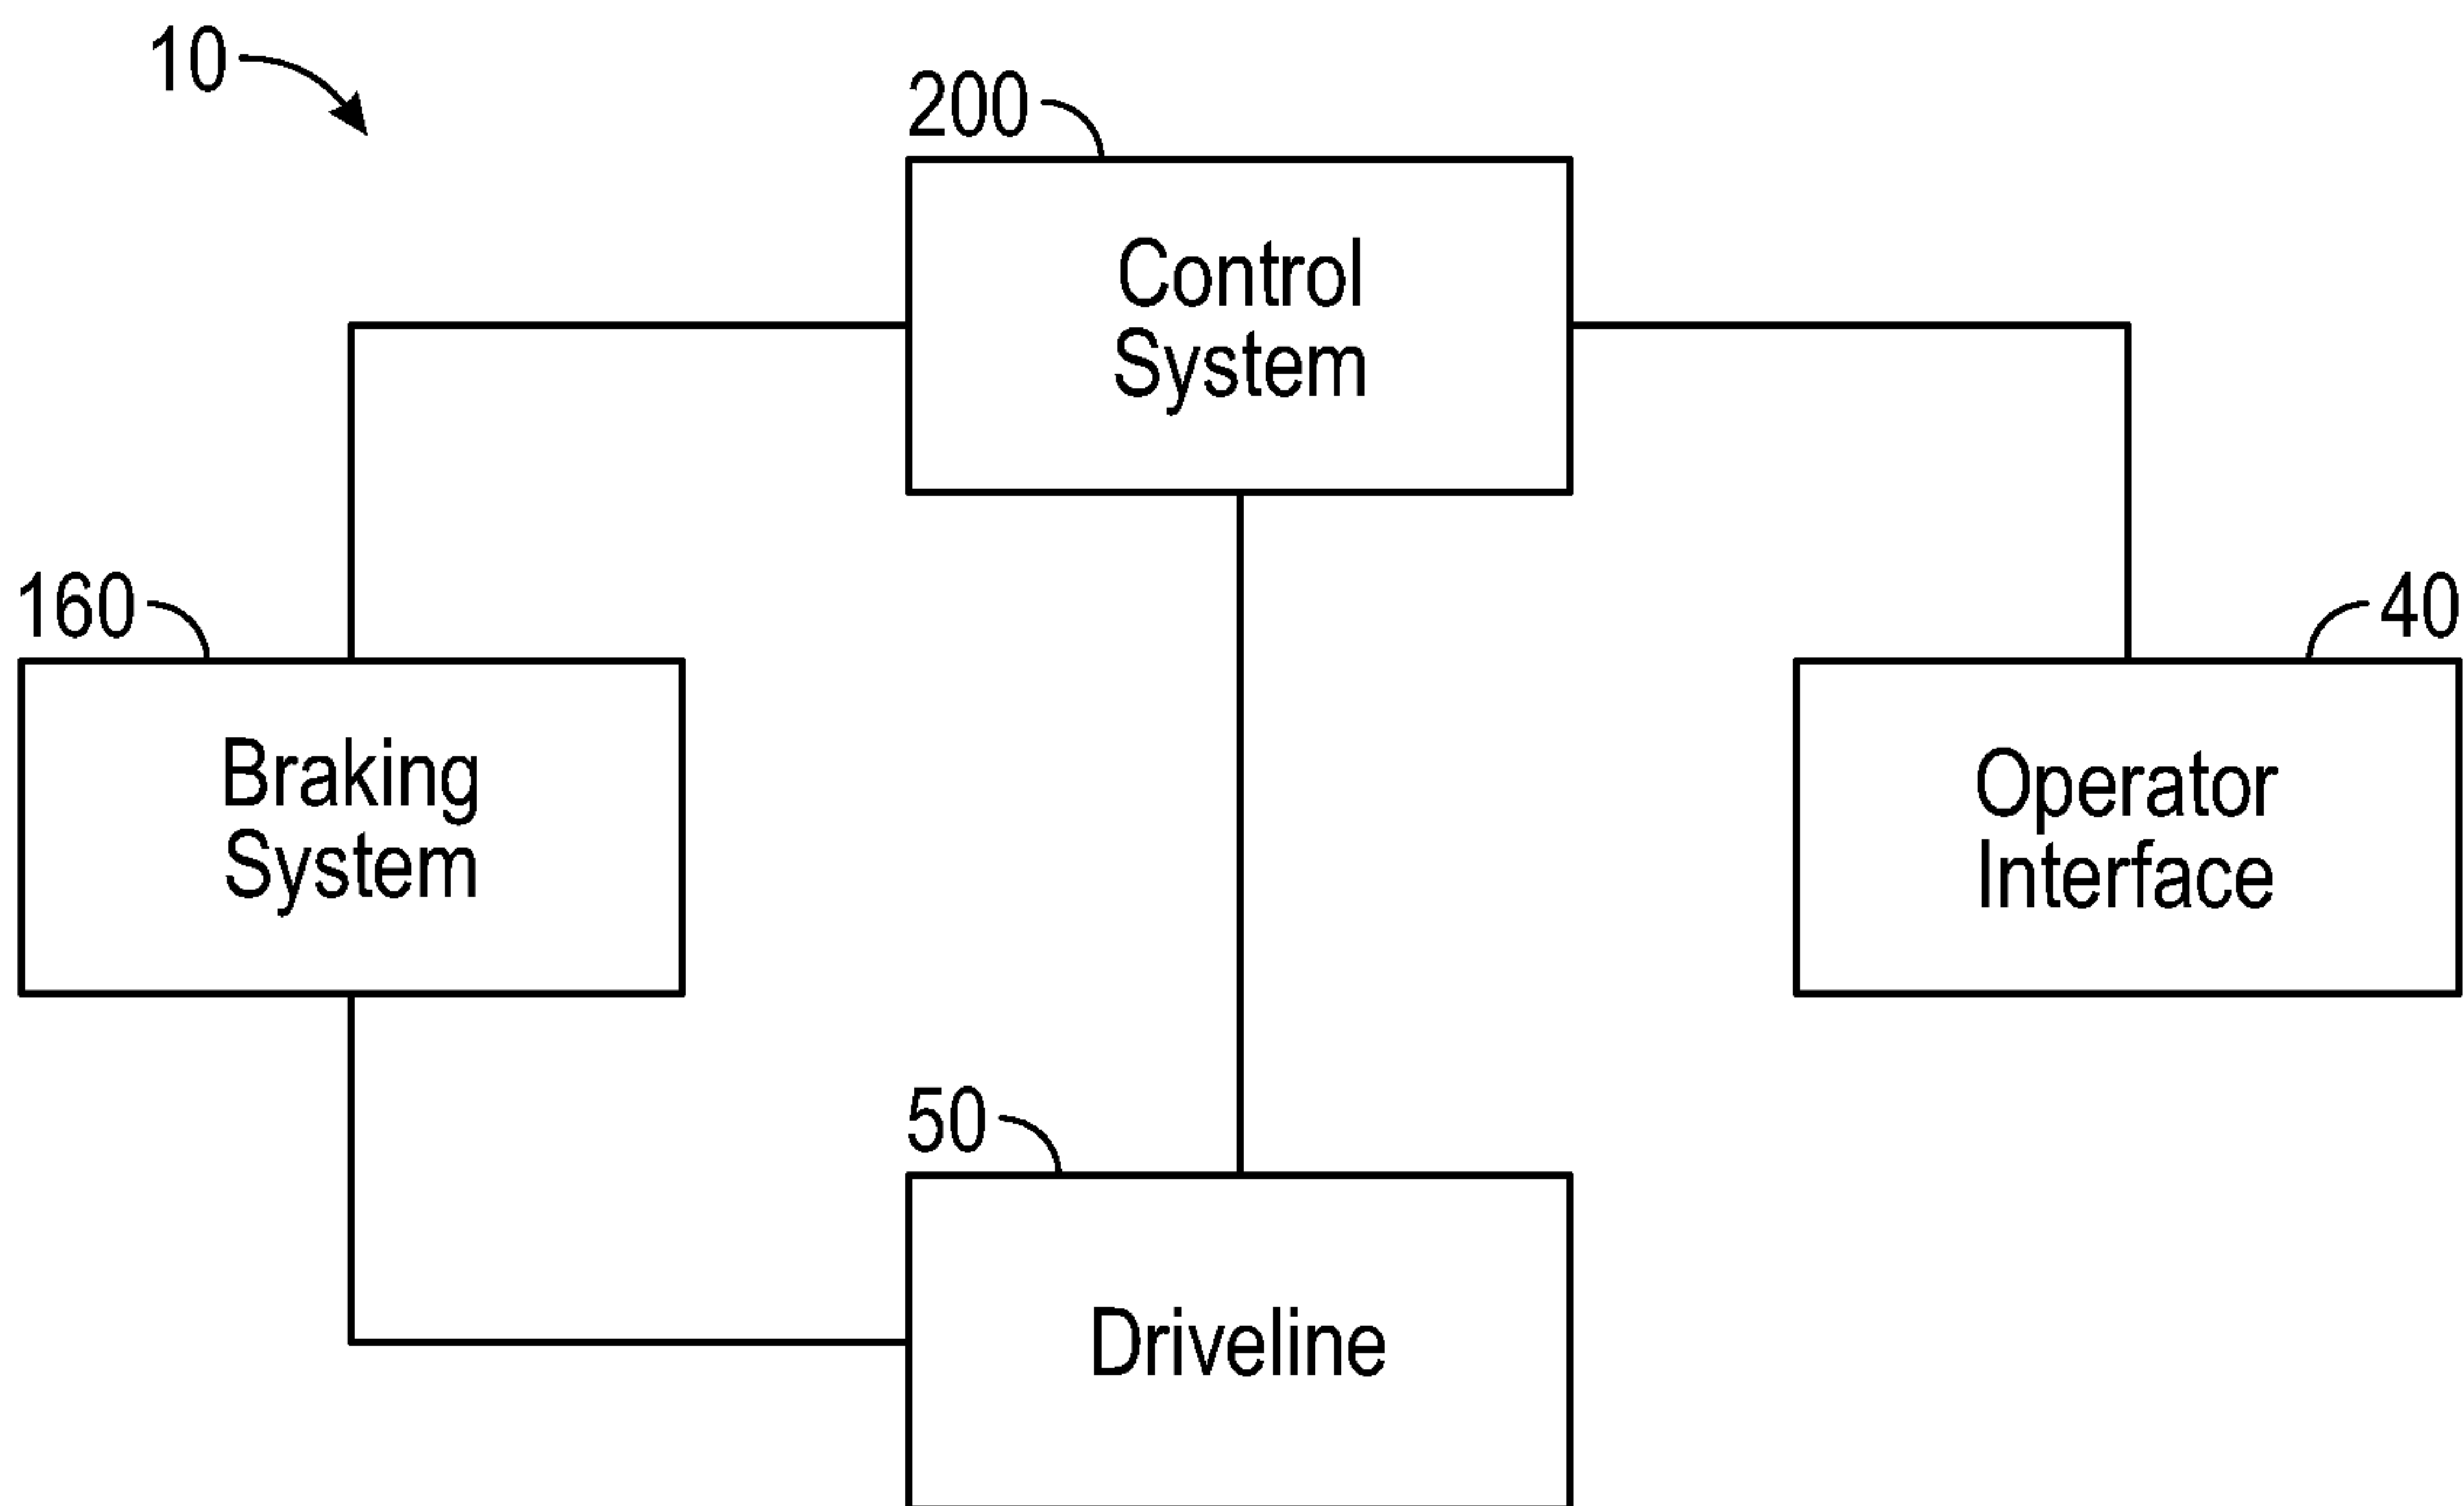 10
200
Control
System
160
40
Braking
System
Operator
Interface
50
Driveline